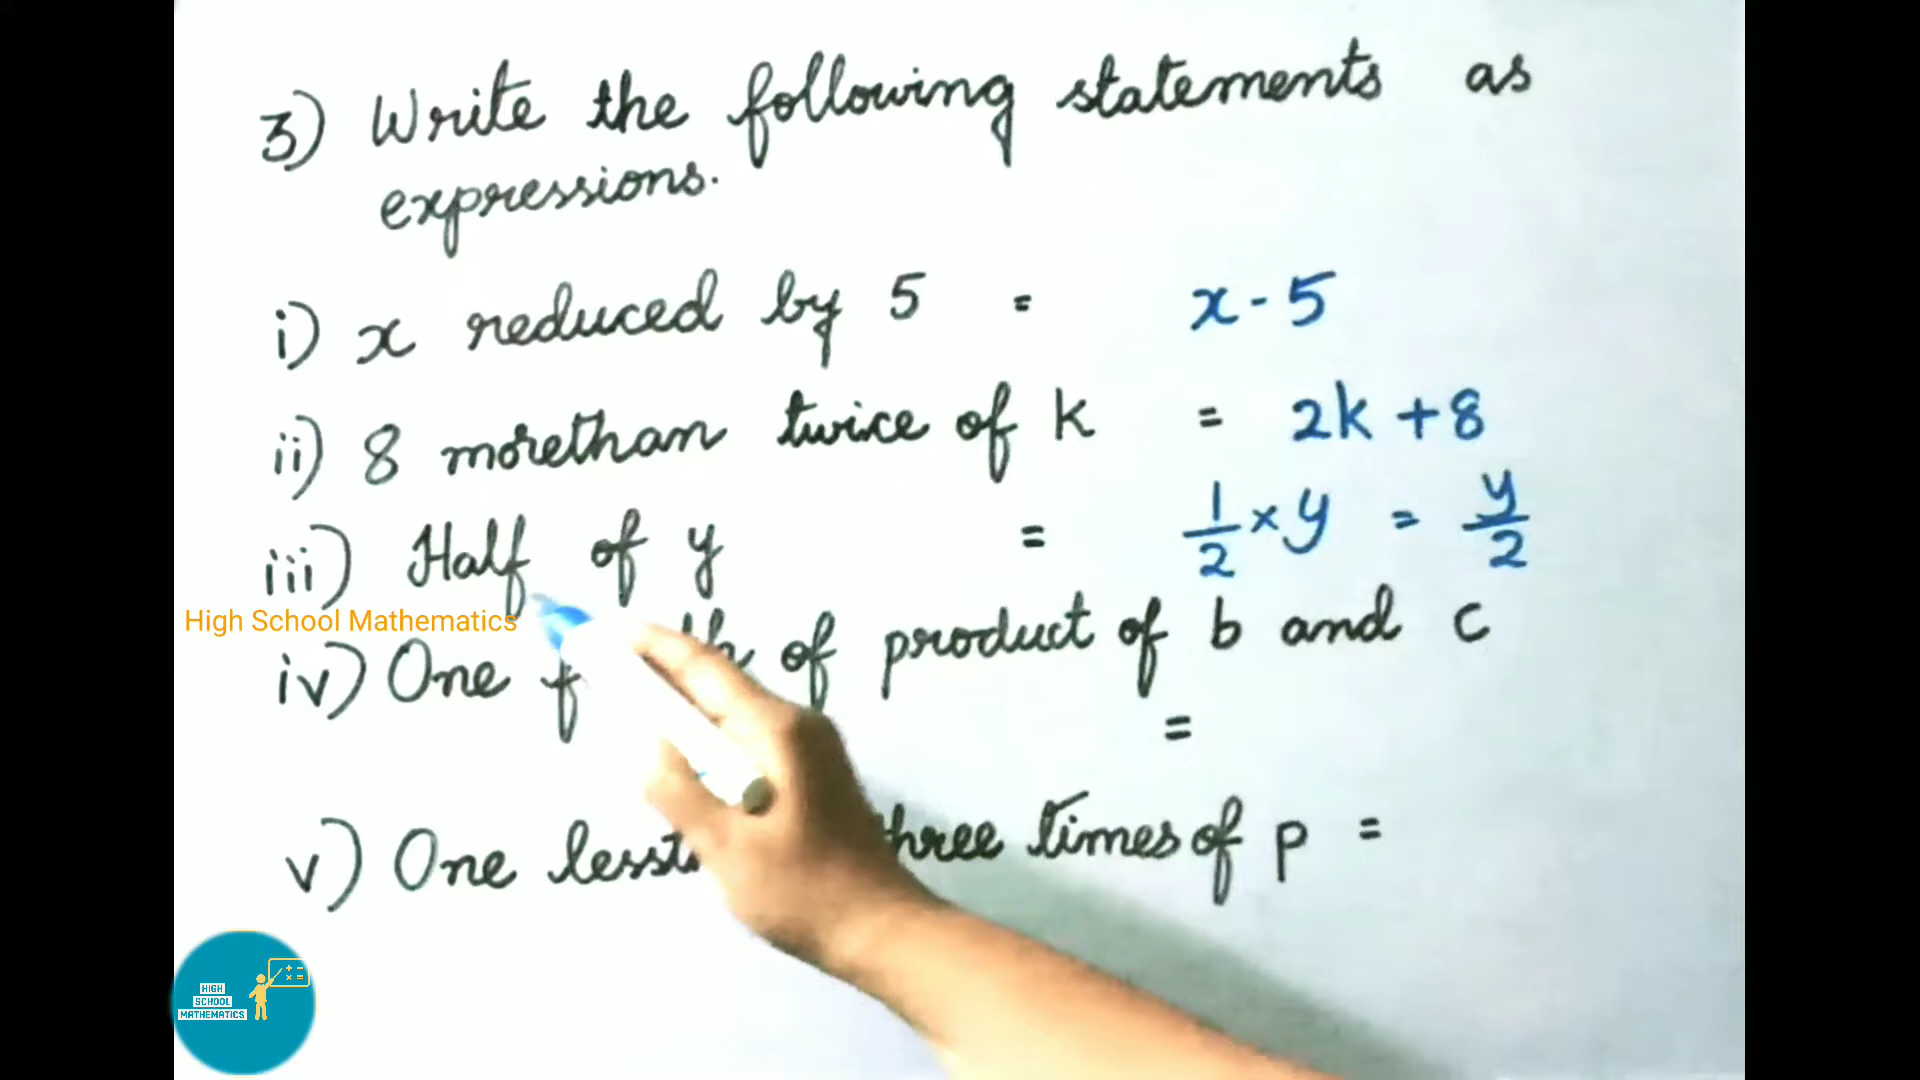 3) Write the following statements as
expressions.
i) x reduced by 5 = x - 5
ii) 8 morethan twice of k = 2k + 8
iii) Half of y = 1/2 × y = y/2
High School Mathematics
iv) One of product of b and c
=
v) One three times of p =
HIGH
SCHOOL
MATHEMATICS